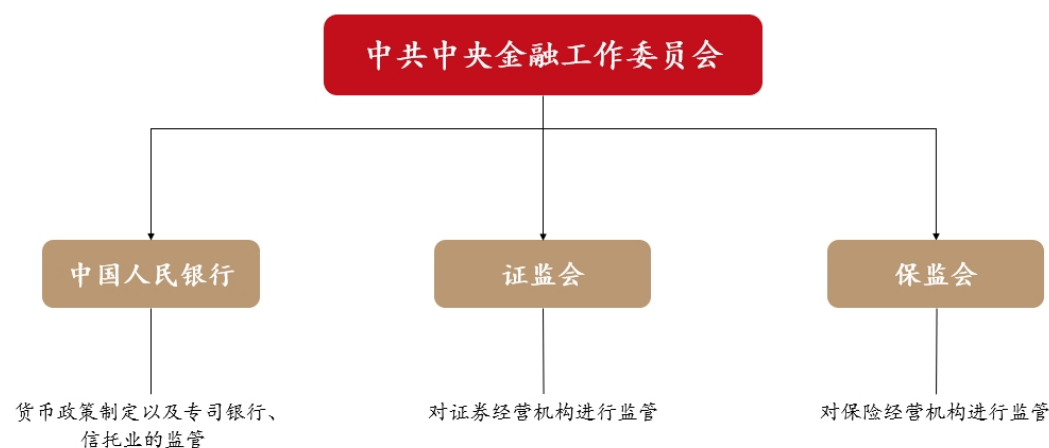 中共中央金融工作委员会
中国人民银行
证监会
保监会
货币政策制定以及专司银行、
信托业的监管
对证券经营机构进行监管
对保险经营机构进行监管